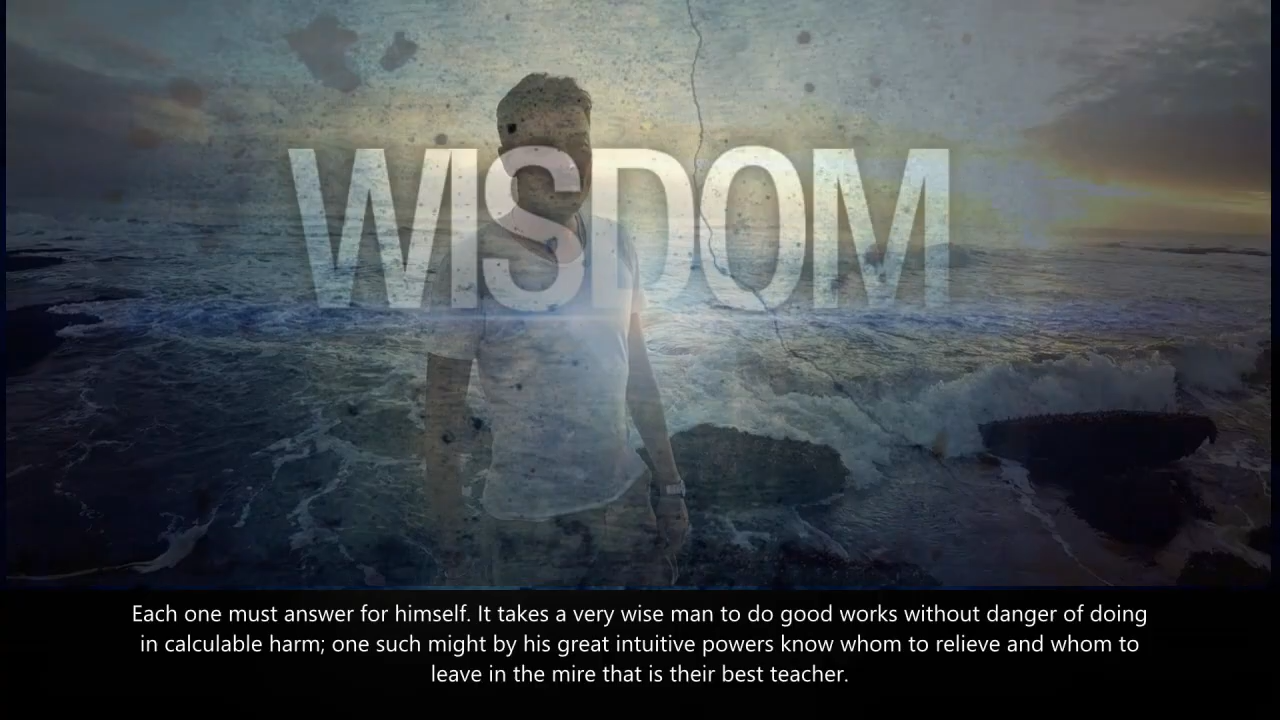 WISDOM
Each one must answer for himself. It takes a very wise man to do good works without danger of doing
in calculable harm; one such might by his great intuitive powers know whom to relieve and whom to
leave in the mire that is their best teacher.